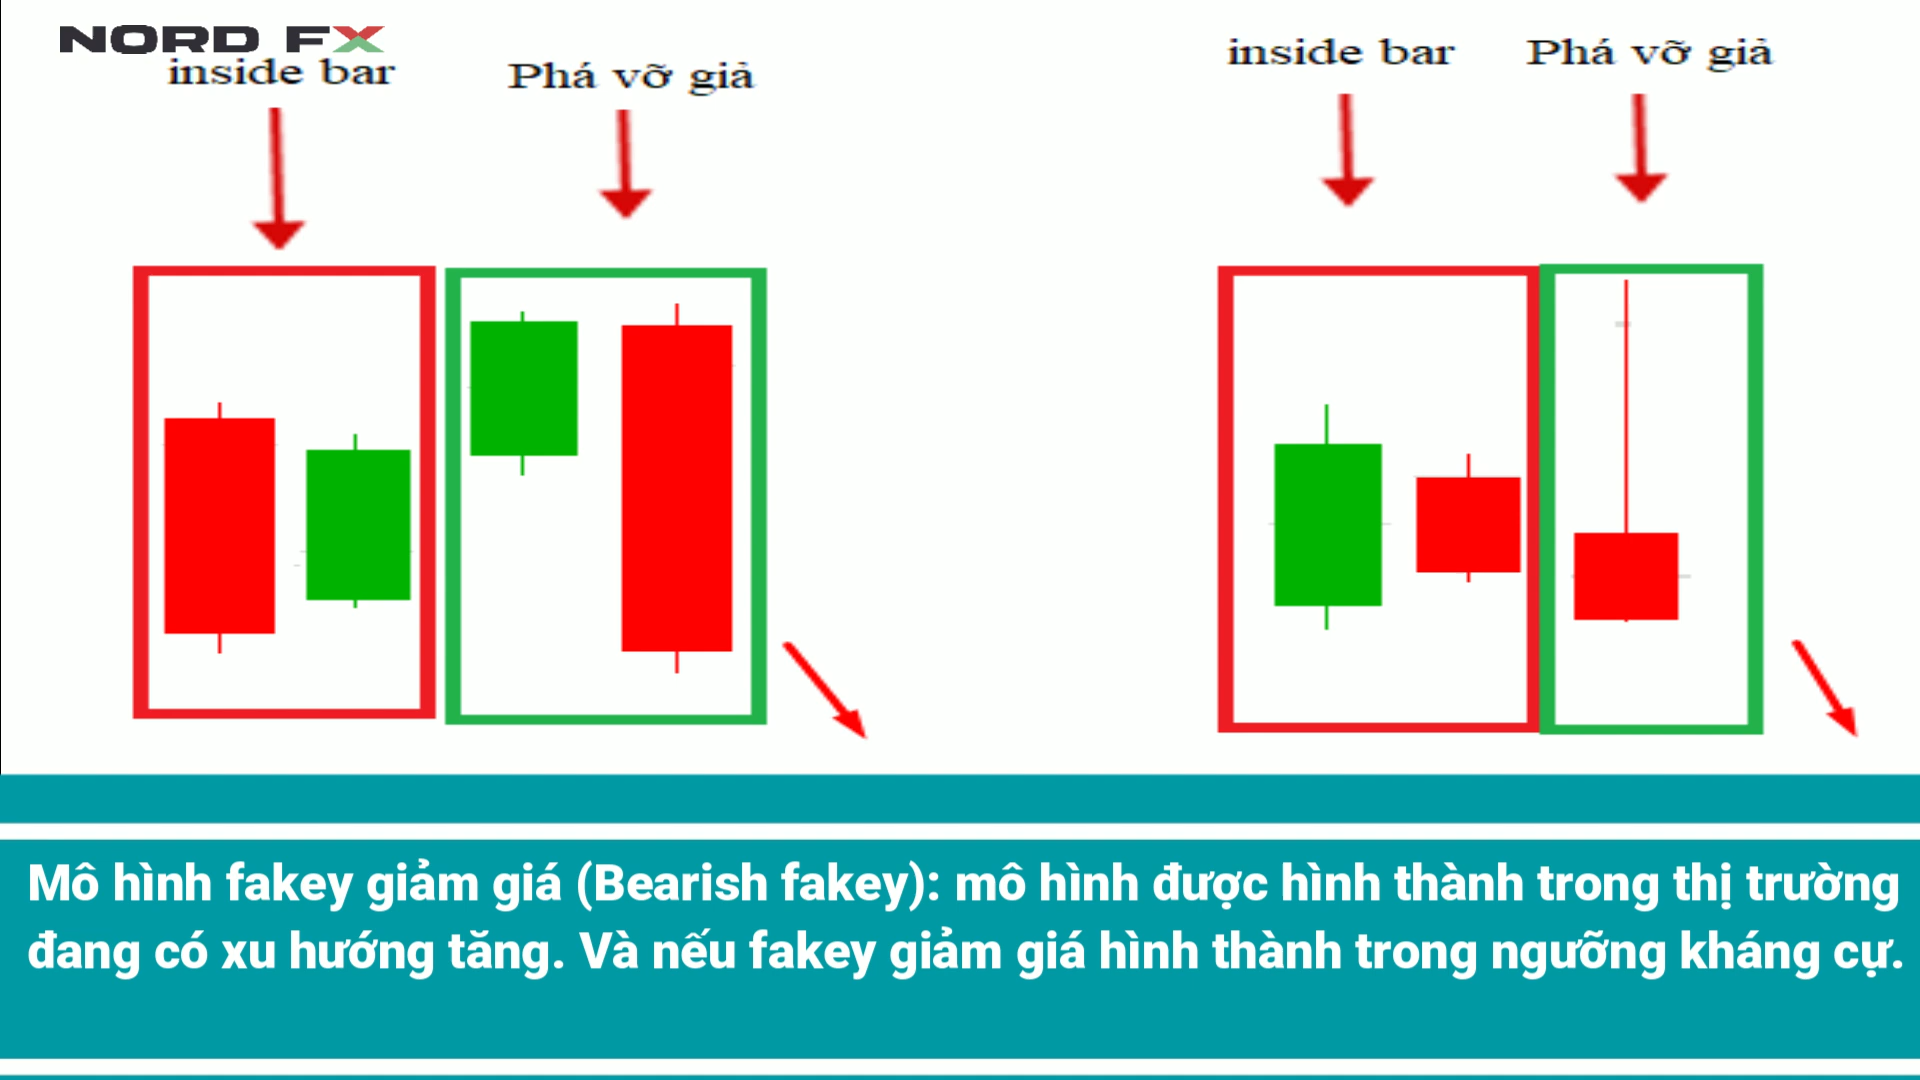 NORD FX
inside bar
Phá vỡ giả
inside bar
Phá vỡ giả
Mô hình fakey giảm giá (Bearish fakey): mô hình được hình thành trong thị trường
đang có xu hướng tăng. Và nếu fakey giảm giá hình thành trong ngưỡng kháng cự.